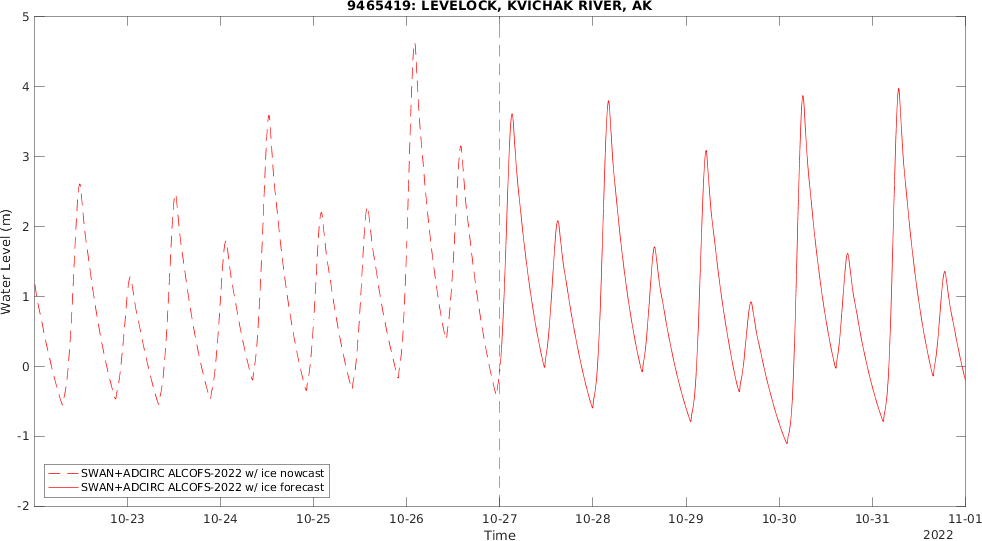 9465419: LEVELOCK, KVICHAK RIVER, AK
5
4
3
2
1
0
-1
-2
Water Level (m)
SWAN+ADCIRC ALCOFS-2022 w/ ice nowcast
SWAN+ADCIRC ALCOFS-2022 w/ ice forecast
10-23 10-24 10-25 10-26 10-27 10-28 10-29 10-30 10-31 11-01
Time
2022